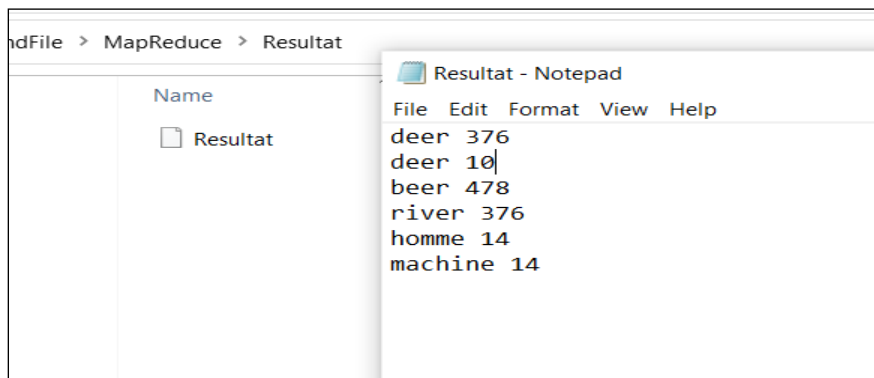 ndFile > MapReduce > Resultat
Name
Resultat
Resultat - Notepad
File Edit Format View Help
deer 376
deer 10
beer 478
river 376
homme 14
machine 14